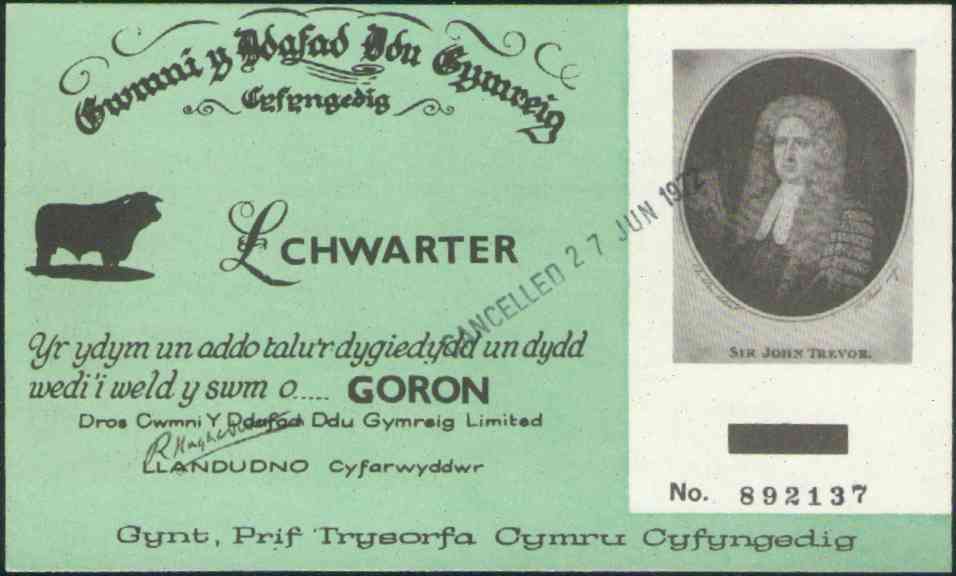 Cwmni y Ddafad Ddu Gymreig
Cyfyngedig
£ CHWARTER
CANCELLED 27 JUN 1972
Yr ydym un addo talu'r dygiedydd un dydd
wedi'i weld y swm o..... GORON
Dros Cwmni Y Ddafad Ddu Gymreig Limited
LLANDUDNO Cyfarwyddwr
SIR JOHN TREVOR.
No. 892137
Gynt, Prif Trysorfa Cymru Cyfyngedig